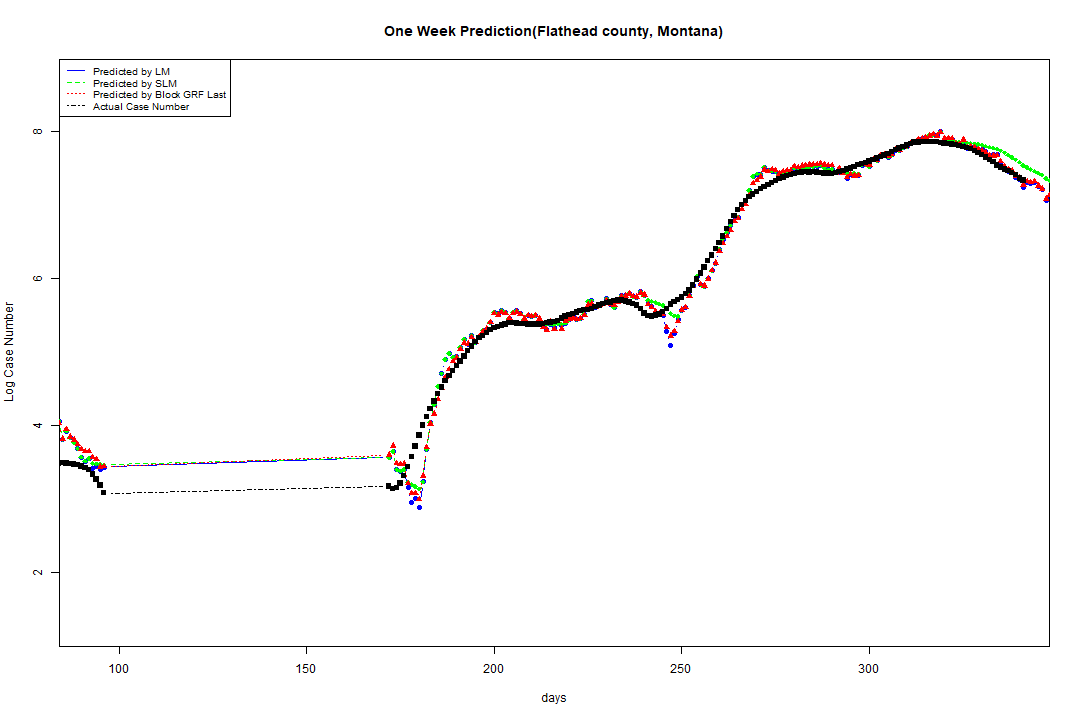 One Week Prediction(Flathead county, Montana)
Predicted by LM
Predicted by SLM
Predicted by Block GRF Last
Actual Case Number
8
6
4
2
Log Case Number
100 150 200 250 300
days